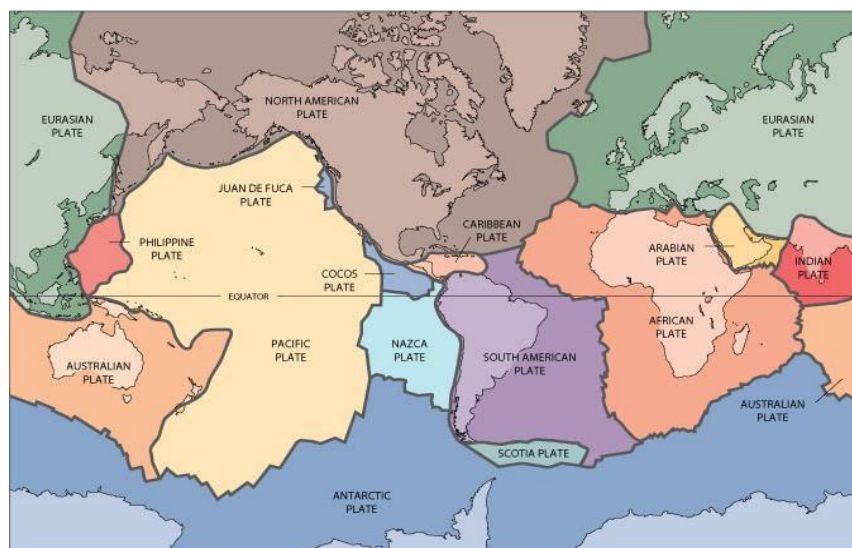 NORTH AMERICAN
PLATE
EURASIAN
PLATE
EURASIAN
PLATE
JUAN DE FUCA
PLATE
CARIBBEAN
PLATE
PHILIPPINE
PLATE
ARABIAN
PLATE
INDIAN
PLATE
COCOS
PLATE
EQUATOR
AFRICAN
PLATE
PACIFIC
PLATE
NAZCA
PLATE
SOUTH AMERICAN
PLATE
AUSTRALIAN
PLATE
AUSTRALIAN
PLATE
SCOTIA PLATE
ANTARCTIC
PLATE